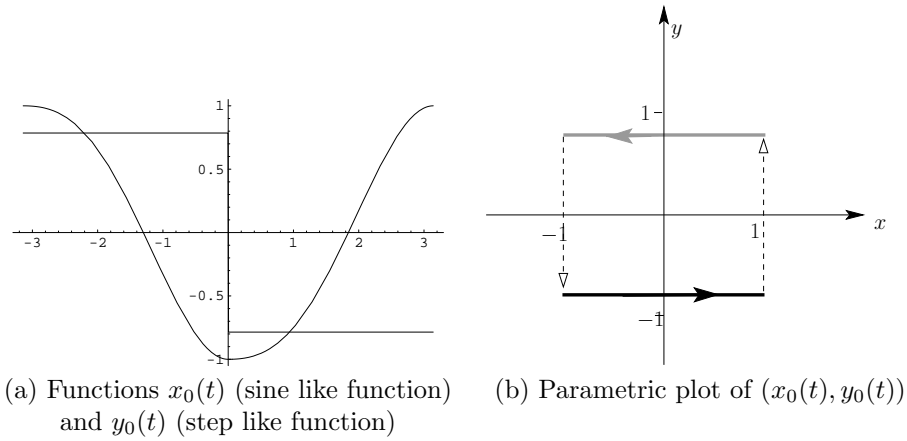 1
0.5
-3 -2 -1 1 2 3
-0.5
-1
(a) Functions x₀(t) (sine like function)
and y₀(t) (step like function)
y
1
x
−1 1
−1
(b) Parametric plot of (x₀(t), y₀(t))